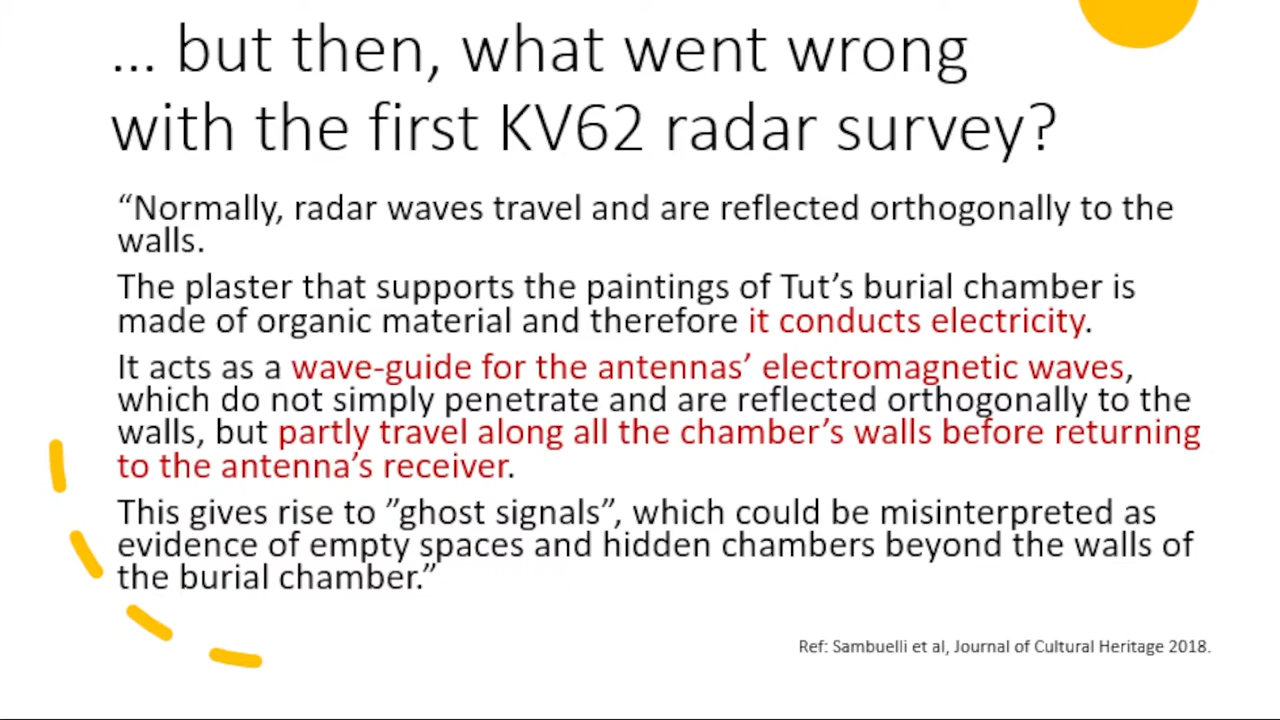 ... but then, what went wrong
with the first KV62 radar survey?
“Normally, radar waves travel and are reflected orthogonally to the
walls.
The plaster that supports the paintings of Tut’s burial chamber is
made of organic material and therefore it conducts electricity.
It acts as a wave-guide for the antennas’ electromagnetic waves,
which do not simply penetrate and are reflected orthogonally to the
walls, but partly travel along all the chamber’s walls before returning
to the antenna’s receiver.
This gives rise to ”ghost signals”, which could be misinterpreted as
evidence of empty spaces and hidden chambers beyond the walls of
the burial chamber.”
Ref: Sambuelli et al, Journal of Cultural Heritage 2018.